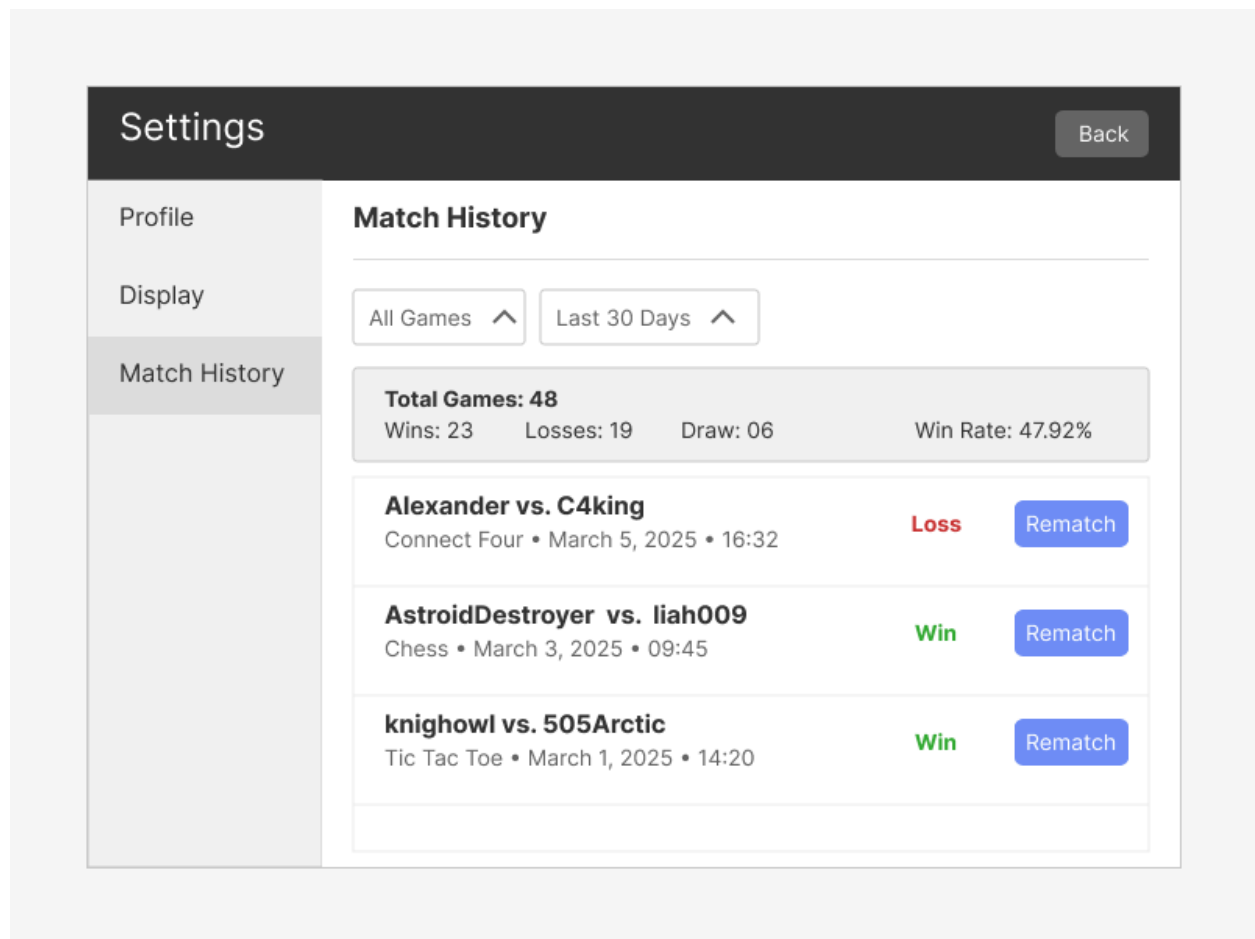 Settings
Back
Profile
Display
Match History
Match History
All Games
Last 30 Days
Total Games: 48
Wins: 23 Losses: 19 Draw: 06 Win Rate: 47.92%
Alexander vs. C4king
Connect Four • March 5, 2025 • 16:32
Loss
Rematch
AstroidDestroyer vs. liah009
Chess • March 3, 2025 • 09:45
Win
Rematch
knighowl vs. 505Arctic
Tic Tac Toe • March 1, 2025 • 14:20
Win
Rematch